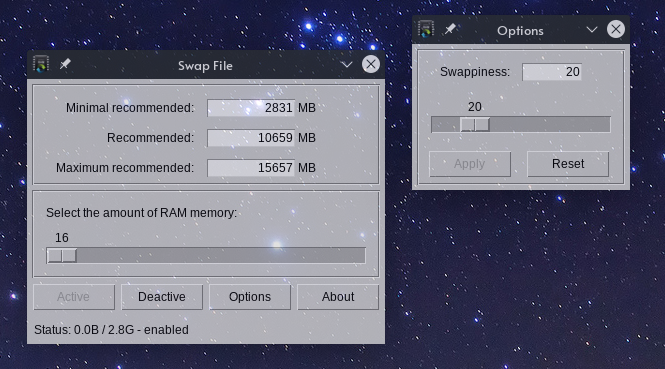 Swap File
Minimal recommended: 2831 MB
Recommended: 10659 MB
Maximum recommended: 15657 MB
Select the amount of RAM memory:
16
Active Deactive Options About
Status: 0.0B / 2.8G - enabled
Options
Swappiness: 20
20
Apply Reset